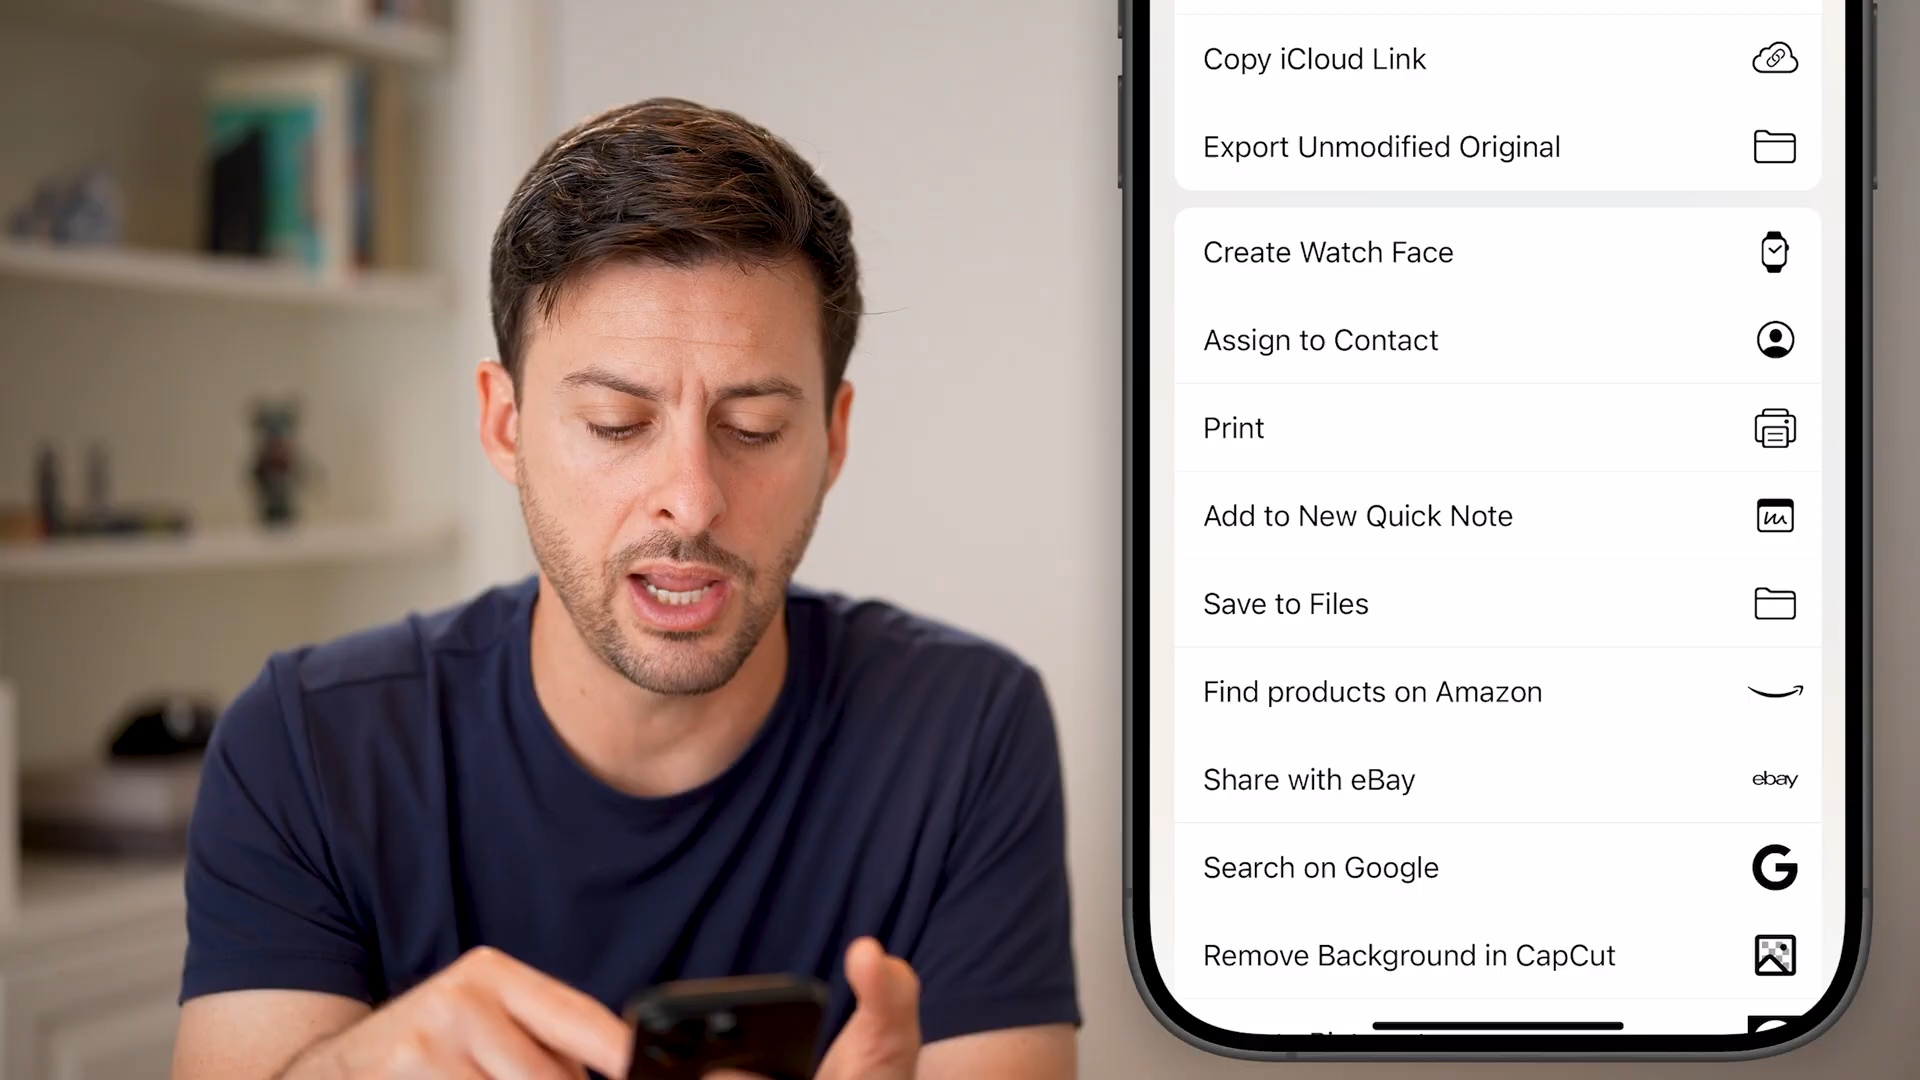 Copy iCloud Link
Export Unmodified Original
Create Watch Face
Assign to Contact
Print
Add to New Quick Note
Save to Files
Find products on Amazon
Share with eBay
ebay
Search on Google
G
Remove Background in CapCut